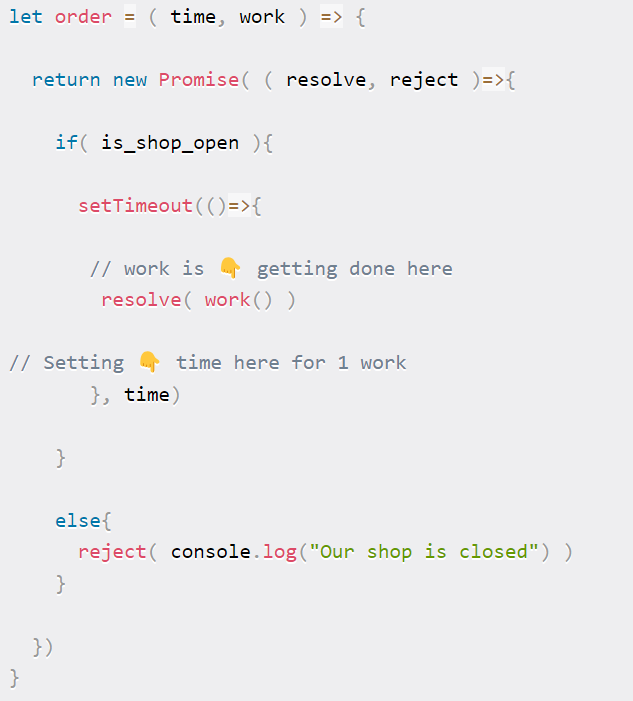 let order = ( time, work ) => {
return new Promise( ( resolve, reject )=>{
if( is_shop_open ){
setTimeout(()=>{
// work is 👇 getting done here
resolve( work() )
// Setting 👇 time here for 1 work
}, time)
}
else{
reject( console.log("Our shop is closed") )
}
})
}